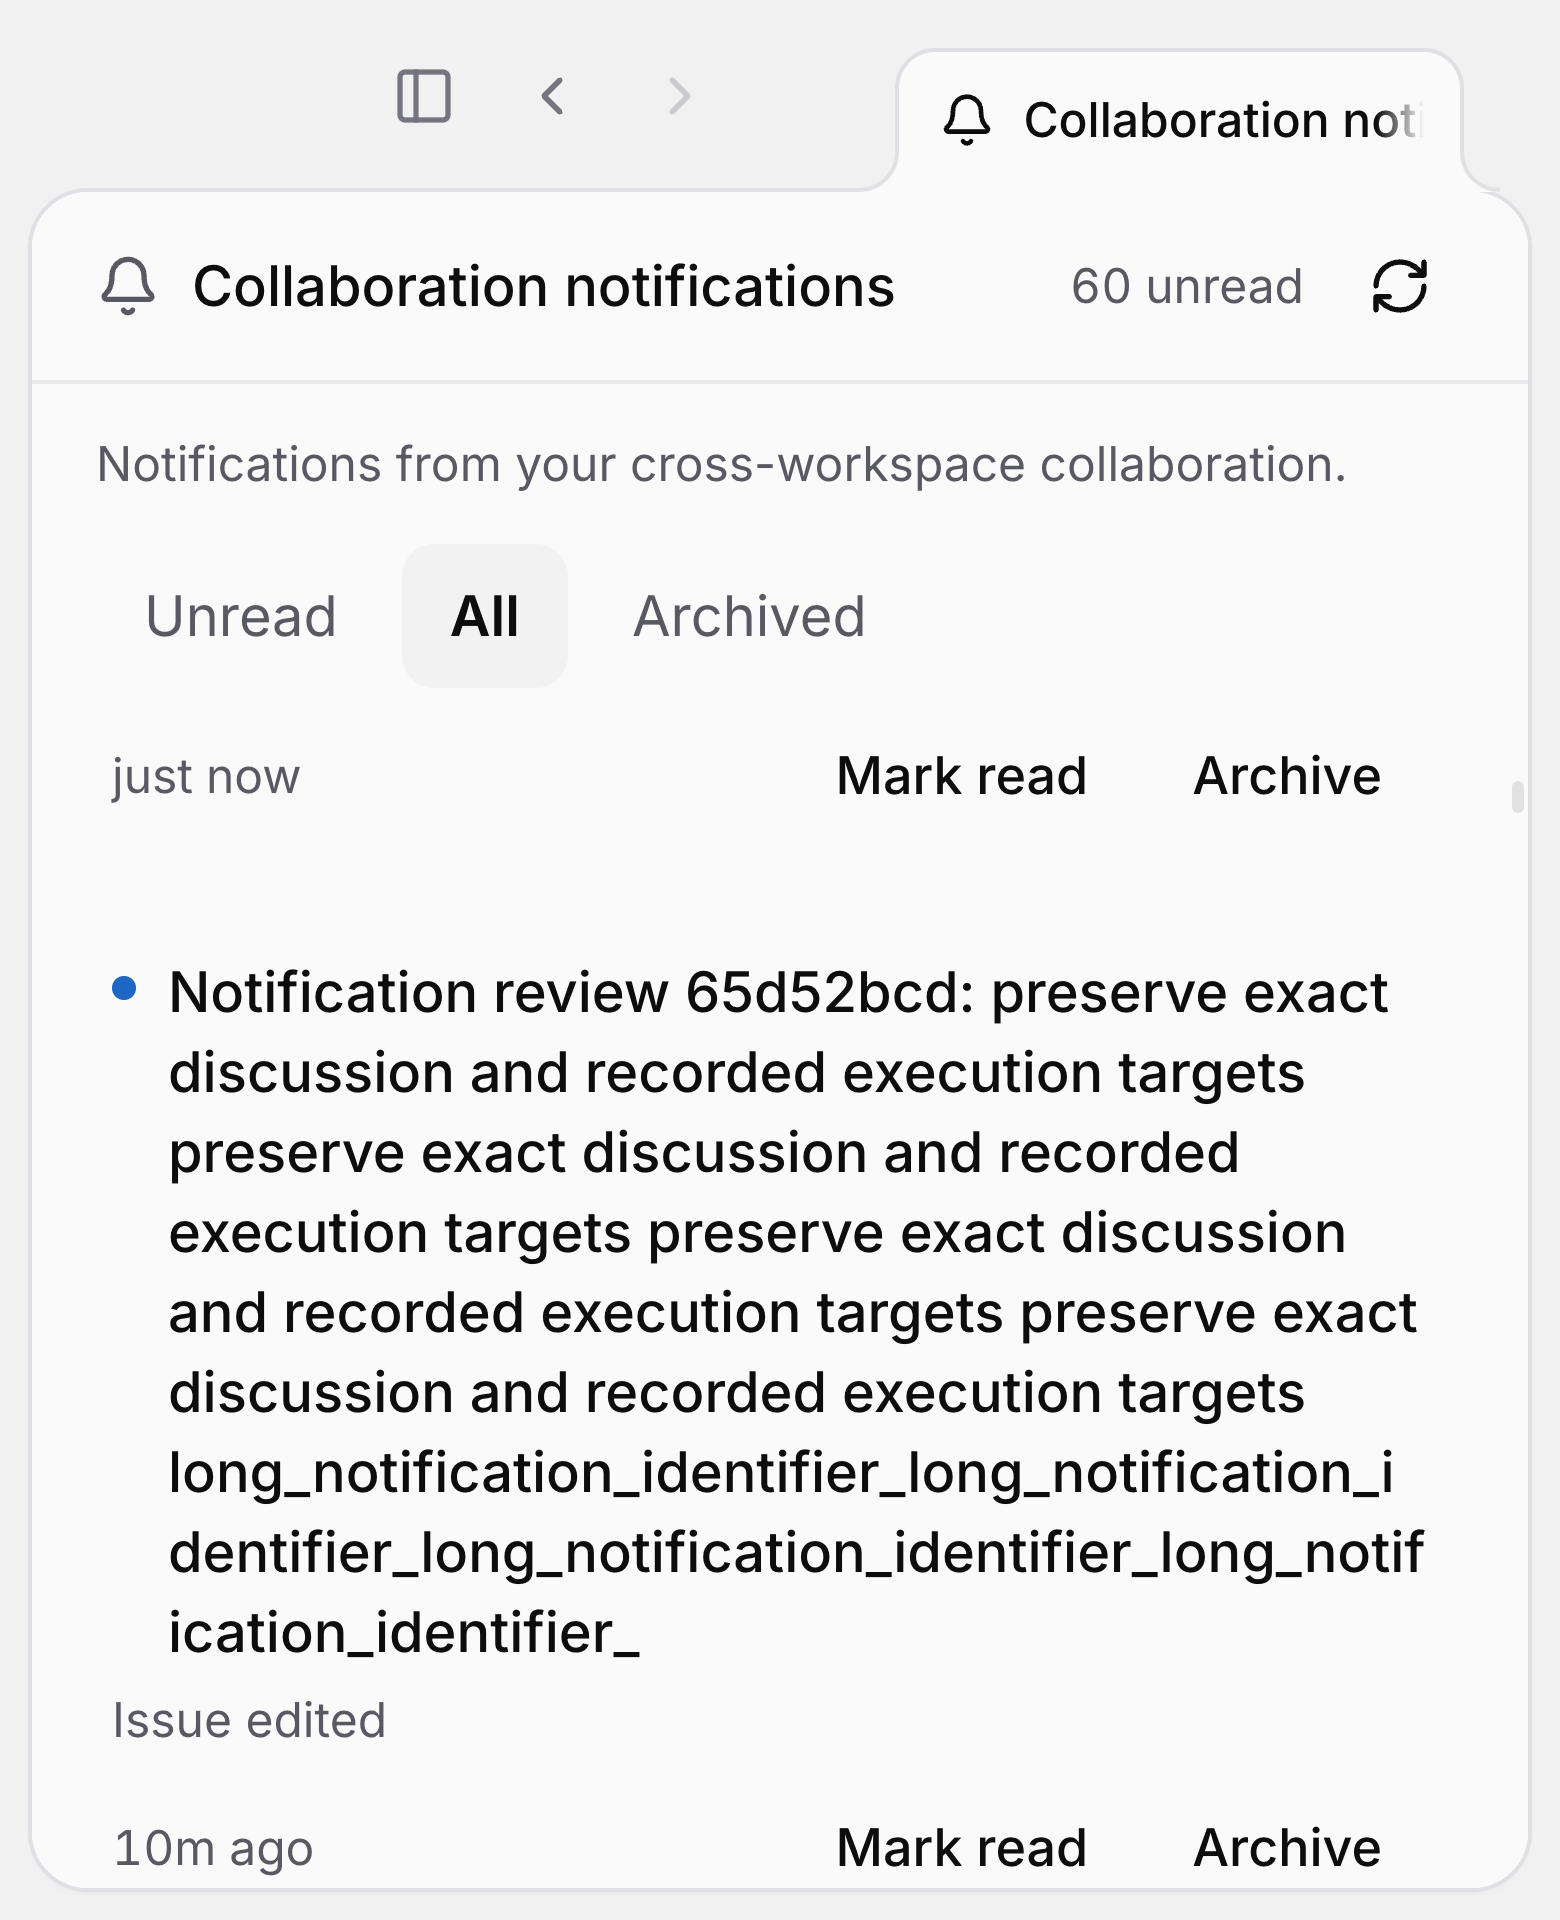 Collaboration noti
Collaboration notifications
60 unread
Notifications from your cross-workspace collaboration.
Unread
All
Archived
just now
Mark read
Archive
Notification review 65d52bcd: preserve exact
discussion and recorded execution targets
preserve exact discussion and recorded
execution targets preserve exact discussion
and recorded execution targets preserve exact
discussion and recorded execution targets
long_notification_identifier_long_notification_i
dentifier_long_notification_identifier_long_notif
ication_identifier_
Issue edited
10m ago
Mark read
Archive